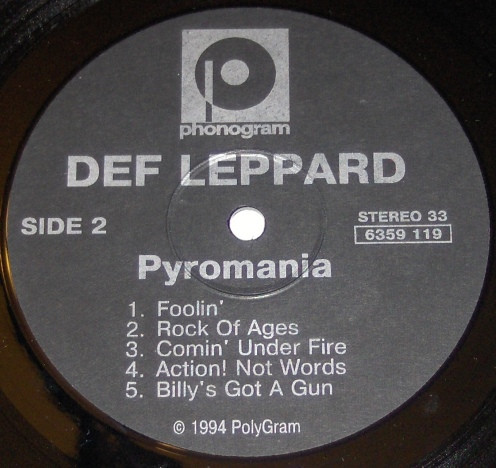 phonogram
DEF LEPPARD
SIDE 2
STEREO 33
6359 119
Pyromania
1. Foolin'
2. Rock Of Ages
3. Comin' Under Fire
4. Action! Not Words
5. Billy's Got A Gun
© 1994 PolyGram